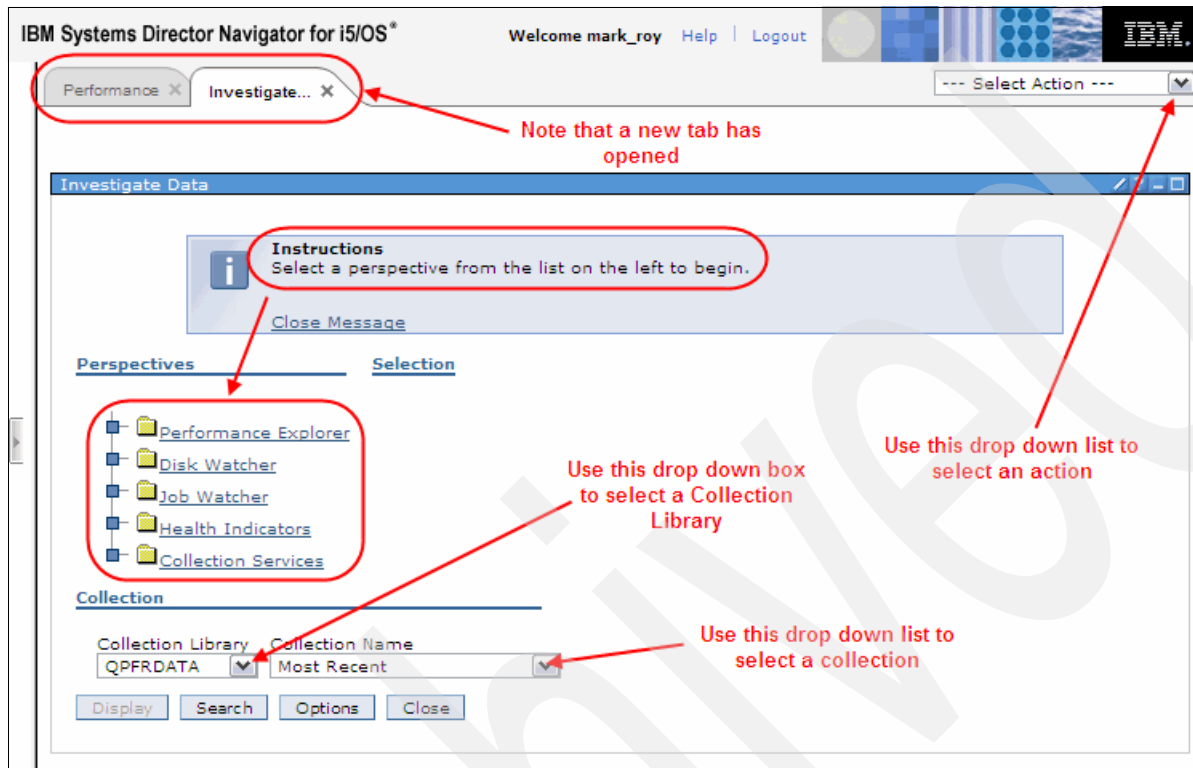 IBM Systems Director Navigator for i5/OS®
Welcome mark_roy Help | Logout
IBM.
Performance
Investigate...
--- Select Action ---
Note that a new tab has
opened
Investigate Data
Instructions
Select a perspective from the list on the left to begin.
Close Message
Perspectives
Selection
Performance Explorer
Disk Watcher
Job Watcher
Health Indicators
Collection Services
Use this drop down box
to select a Collection
Library
Use this drop down list to
select an action
Collection
Collection Library
Collection Name
QPFRDATA
Most Recent
Use this drop down list to
select a collection
Display
Search
Options
Close